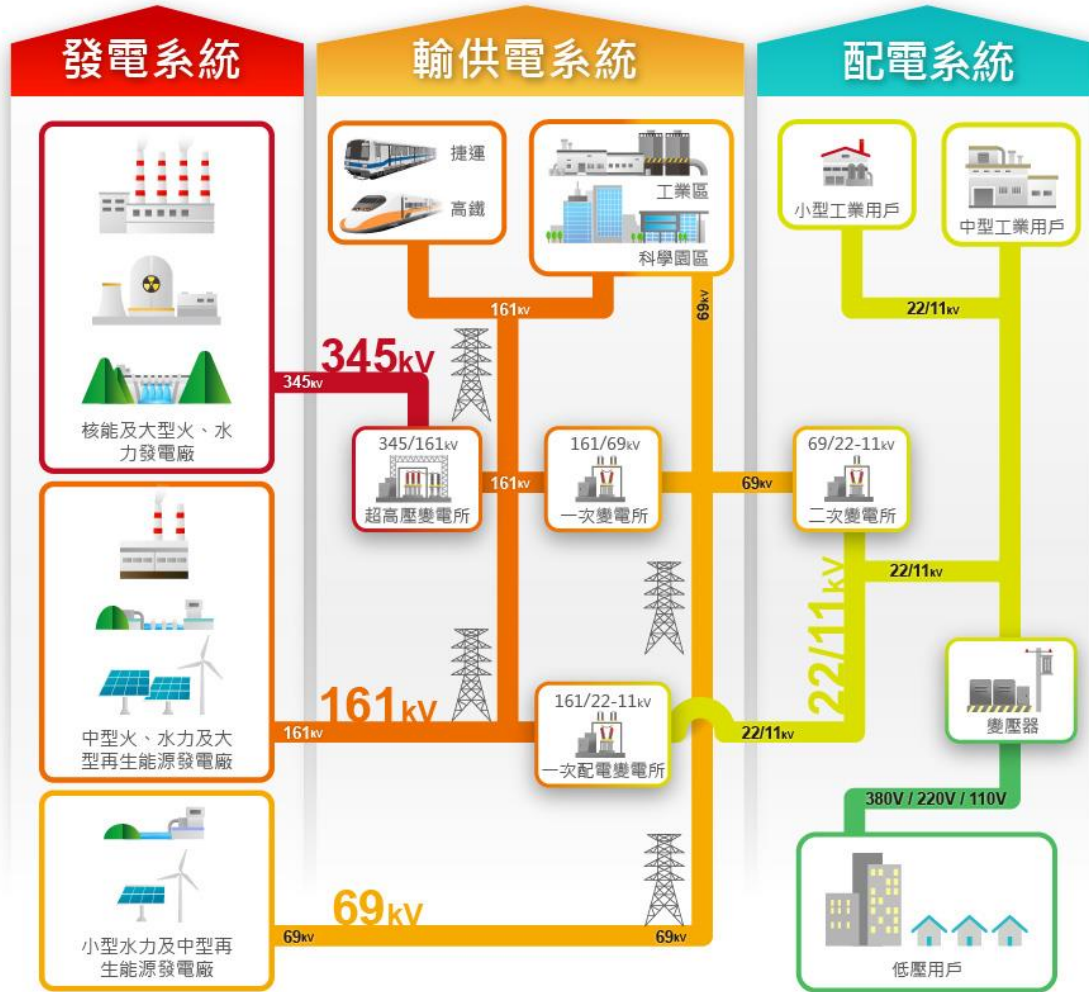 發電系統
輸供電系統
配電系統
核能及大型火、水
力發電廠
中型火、水力及大
型再生能源發電廠
小型水力及中型再
生能源發電廠
捷運
高鐵
工業區
科學園區
161kV
69kV
345kV
345kV
345/161kV
超高壓變電所
161kV
161/69kV
一次變電所
69kV
161kV
161kV
161/22-11kV
一次配電變電所
69kV
69kV
69kV
小型工業用戶
中型工業用戶
22/11kV
69/22-11kV
二次變電所
22/11kV
22/11kV
22/11kV
變壓器
380V / 220V / 110V
低壓用戶